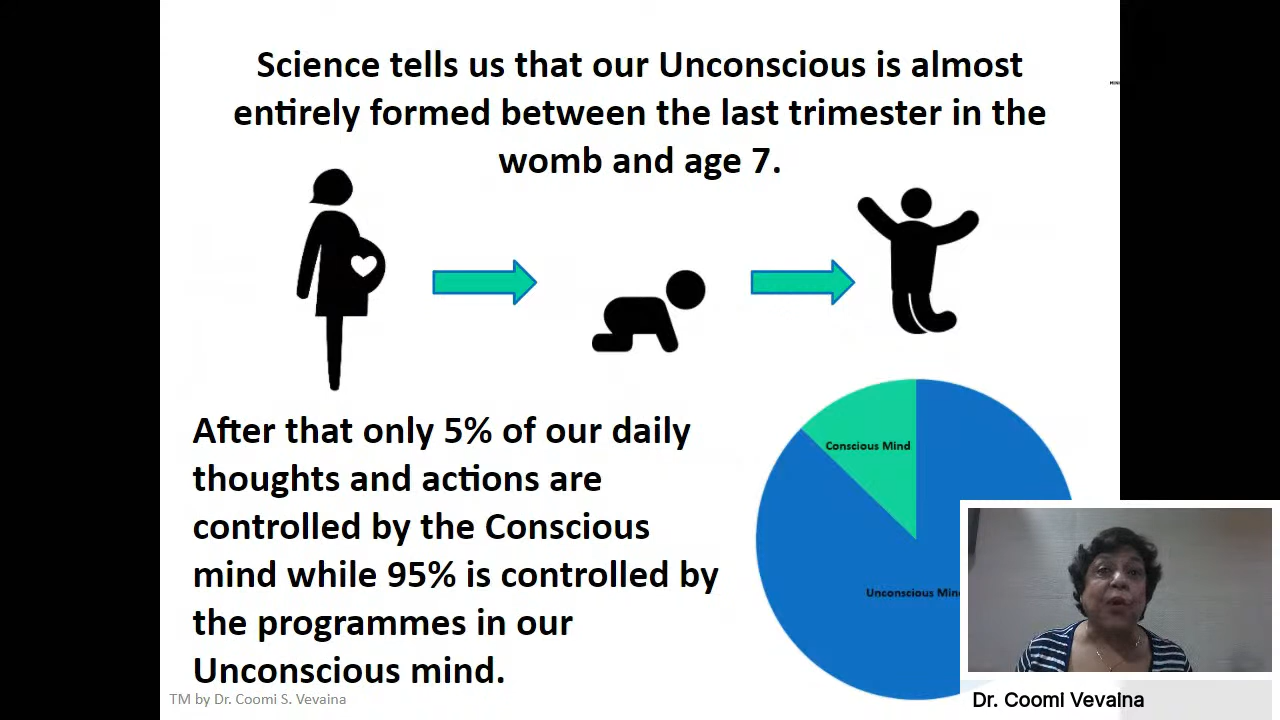 Science tells us that our Unconscious is almost
entirely formed between the last trimester in the
womb and age 7.
After that only 5% of our daily
thoughts and actions are
controlled by the Conscious
mind while 95% is controlled by
the programmes in our
Unconscious mind.
Conscious Mind
Unconscious Min
TM by Dr. Coomi S. Vevaina
Dr. Coomi Vevaina